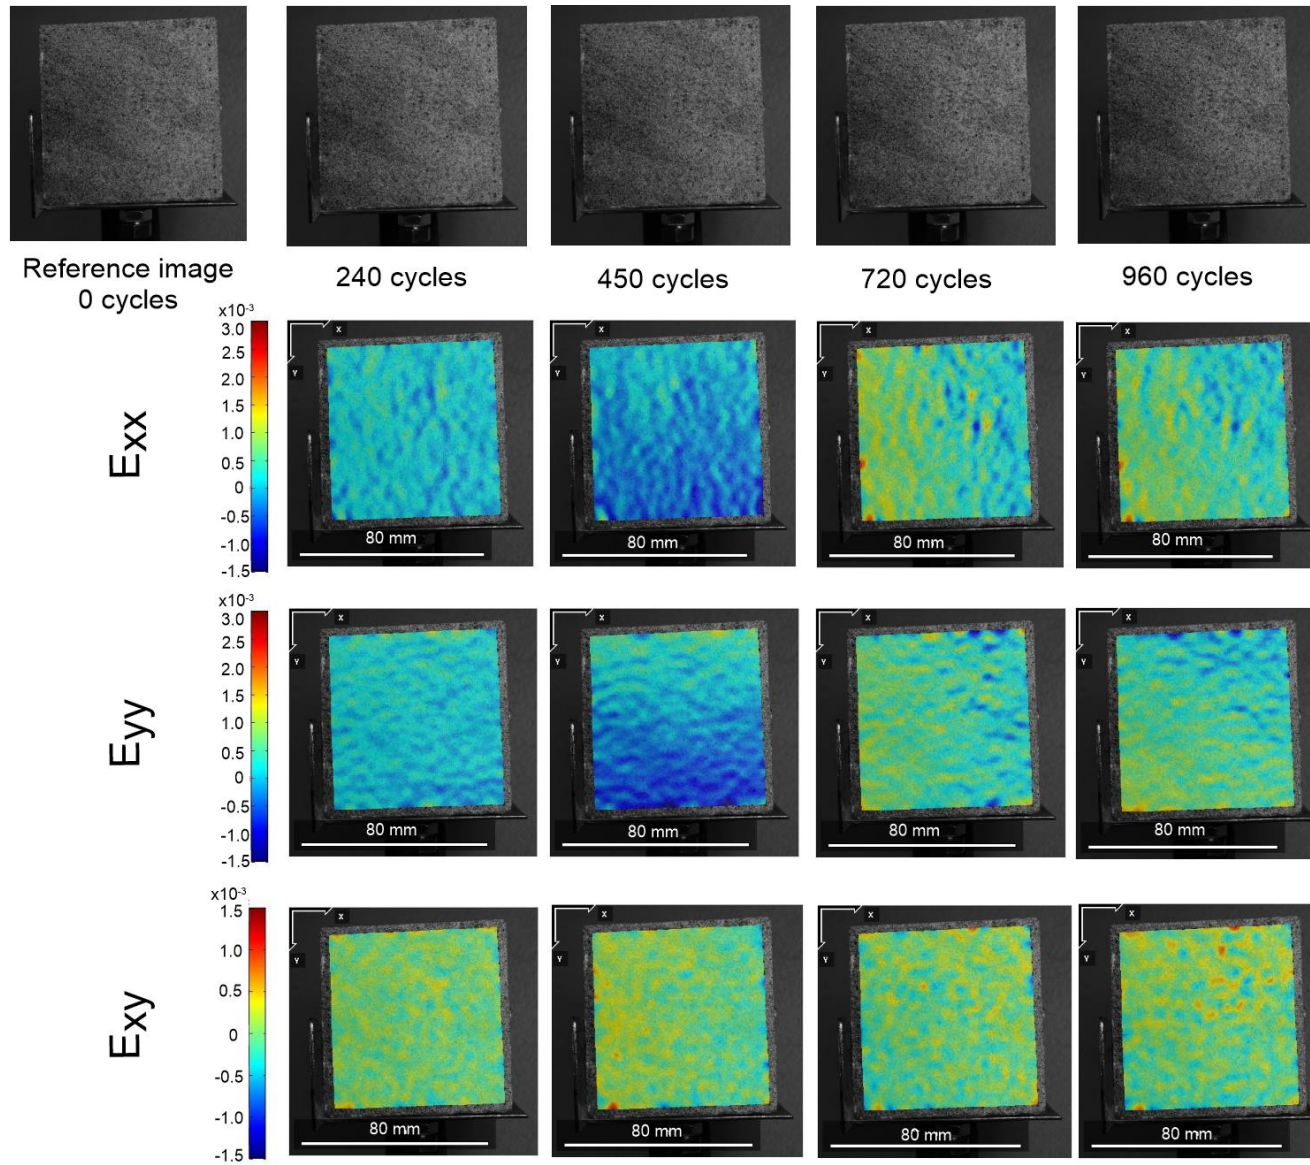 Reference image
0 cycles
240 cycles
450 cycles
720 cycles
960 cycles
Exx
x10-3
3.0
2.5
2.0
1.5
1.0
0.5
0
-0.5
-1.0
-1.5
X
Y
80 mm
X
Y
80 mm
X
Y
80 mm
X
Y
80 mm
Eyy
x10-3
3.0
2.5
2.0
1.5
1.0
0.5
0
-0.5
-1.0
-1.5
X
Y
80 mm
X
Y
80 mm
X
Y
80 mm
X
Y
80 mm
Exy
x10-3
1.5
1.0
0.5
0
-0.5
-1.0
-1.5
X
Y
80 mm
X
Y
80 mm
X
Y
80 mm
X
Y
80 mm